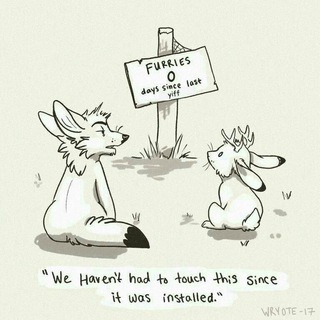 FURRIES
0
days since last
yiff
"We Haven't had to touch this since
it was installed."
WRYOTE-17